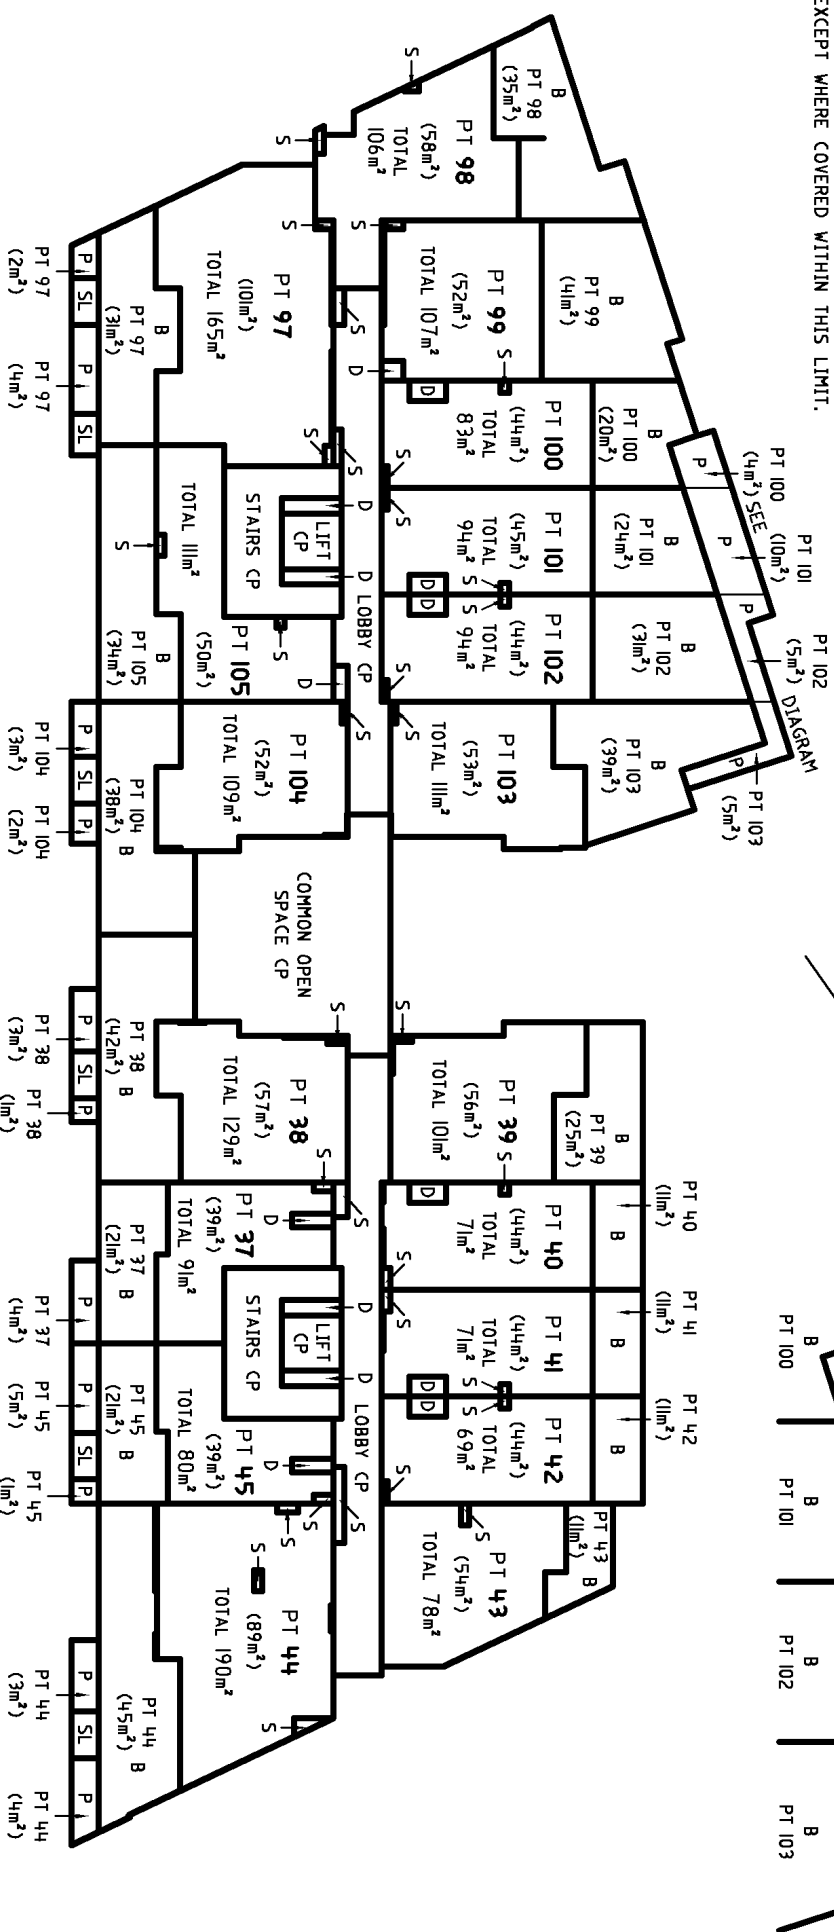 EXCEPT WHERE COVERED WITHIN THIS LIMIT.
B
PT 98
(35m²)
S
S
PT 98
(58m²)
TOTAL
106m²
B
PT 99
(41m²)
S
S
PT 99
(52m²)
TOTAL 107m²
S
D
D
S
B
PT 100
(20m²)
PT 100
(44m²)
TOTAL
83m²
PT 100
(4m²)
SEE
DIAGRAM
P
B
PT 101
(24m²)
PT 101
(45m²)
TOTAL
94m²
PT 101
(10m²)
P
S
S
S
S
D
D
B
PT 102
(31m²)
PT 102
(44m²)
TOTAL
94m²
PT 102
(5m²)
P
S
B
PT 103
(39m²)
PT 103
(53m²)
TOTAL 111m²
PT 103
(5m²)
P
S
PT 97
(101m²)
TOTAL 165m²
B
PT 97
(31m²)
P
SL
P
SL
PT 97
(2m²)
PT 97
(4m²)
S
S
D
LIFT
CP
D
STAIRS CP
LOBBY CP
S
PT 105
(50m²)
TOTAL 111m²
S
D
B
PT 105
(34m²)
PT 104
(52m²)
TOTAL 109m²
S
PT 104
(38m²)
B
P
SL
P
PT 104
(3m²)
PT 104
(2m²)
COMMON OPEN
SPACE CP
S
S
B
PT 39
(25m²)
PT 39
(56m²)
TOTAL 101m²
PT 38
(57m²)
TOTAL 129m²
PT 38
(42m²)
B
P
SL
P
PT 38
(3m²)
PT 38
(1m²)
S
S
S
D
PT 40
(11m²)
B
PT 40
(44m²)
TOTAL
71m²
PT 41
(11m²)
B
PT 41
(44m²)
TOTAL
71m²
S
S
S
S
D
D
PT 42
(11m²)
B
PT 42
(44m²)
TOTAL
69m²
S
PT 43
(11m²)
B
S
PT 43
(54m²)
TOTAL 78m²
D
PT 37
(39m²)
TOTAL 91m²
PT 37
(21m²)
B
P
PT 37
(4m²)
D
LIFT
CP
D
STAIRS CP
LOBBY CP
PT 45
(39m²)
TOTAL 80m²
D
S
S
PT 45
(21m²)
B
P
SL
P
PT 45
(5m²)
PT 45
(1m²)
S
S
PT 44
(89m²)
TOTAL 190m²
S
PT 44
(45m²)
B
P
SL
P
PT 44
(3m²)
PT 44
(4m²)
B
PT 100
B
PT 101
B
PT 102
B
PT 103